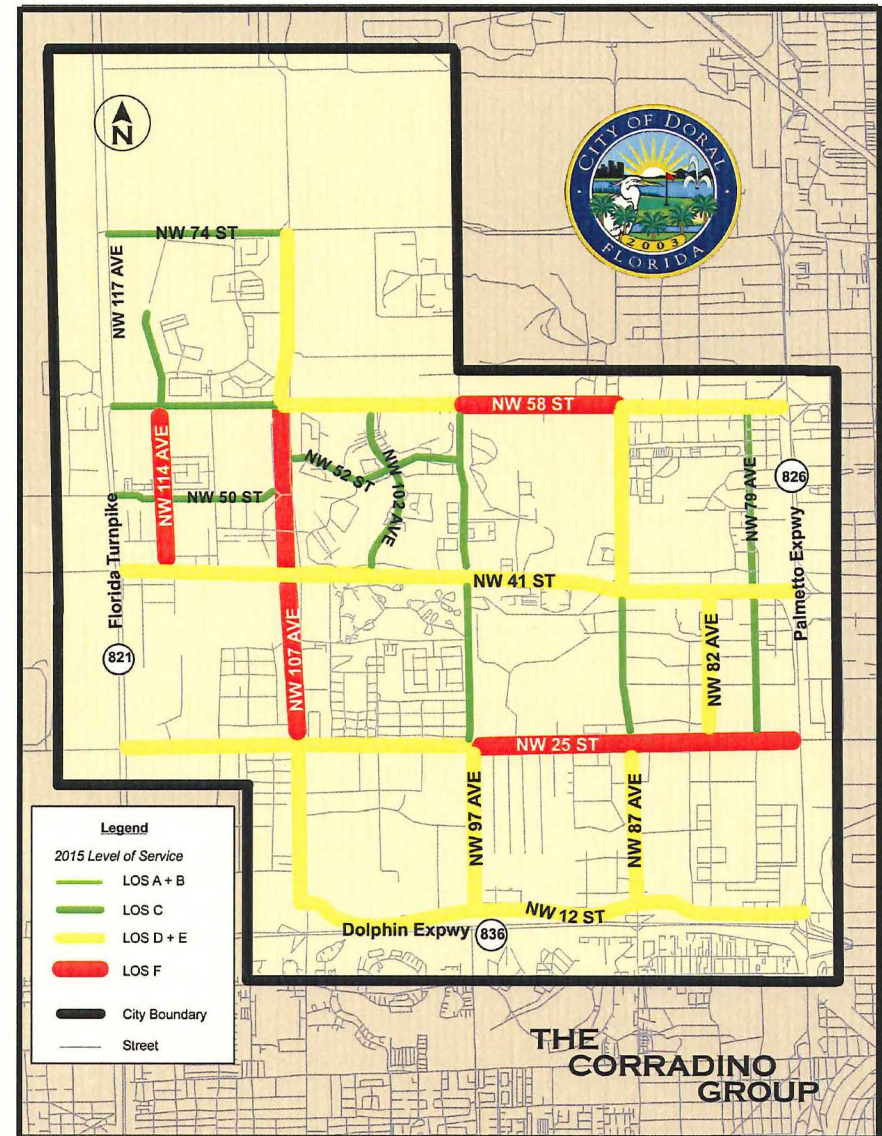 N
CITY OF DORAL
2003
FLORIDA
NW 74 ST
NW 117 AVE
NW 58 ST
NW 114 AVE
NW 52 ST
NW 102 AVE
NW 50 ST
NW 79 AVE
826
Palmetto Expwy
Florida Turnpike
821
NW 41 ST
NW 107 AVE
NW 82 AVE
NW 25 ST
NW 97 AVE
NW 87 AVE
NW 12 ST
Dolphin Expwy
836
Legend
2015 Level of Service
LOS A + B
LOS C
LOS D + E
LOS F
City Boundary
Street
THE
CORRADINO
GROUP